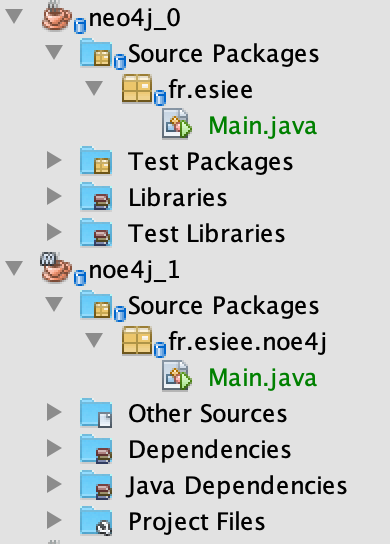 neo4j_0
Source Packages
fr.esiee
Main.java
Test Packages
Libraries
Test Libraries
noe4j_1
Source Packages
fr.esiee.noe4j
Main.java
Other Sources
Dependencies
Java Dependencies
Project Files